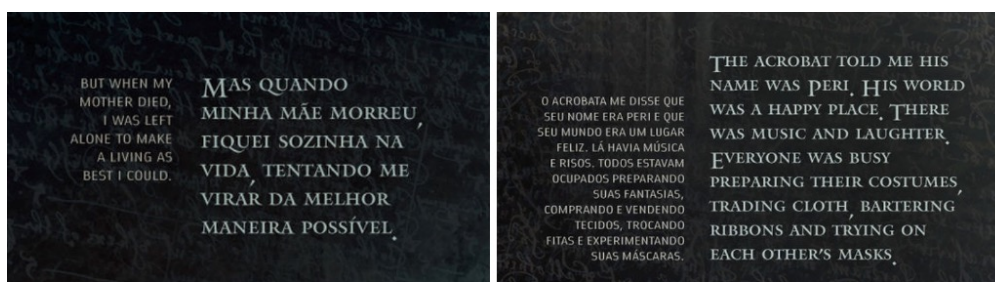 BUT WHEN MY
MOTHER DIED,
I WAS LEFT
ALONE TO MAKE
A LIVING AS
BEST I COULD.
MAS QUANDO
MINHA MÃE MORREU,
FIQUEI SOZINHA NA
VIDA, TENTANDO ME
VIRAR DA MELHOR
MANEIRA POSSÍVEL.
O ACROBATA ME DISSE QUE
SEU NOME ERA PERI E QUE
SEU MUNDO ERA UM LUGAR
FELIZ. LÁ HAVIA MÚSICA
E RISOS. TODOS ESTAVAM
OCUPADOS PREPARANDO
SUAS FANTASIAS,
COMPRANDO E VENDENDO
TECIDOS, TROCANDO
FITAS E EXPERIMENTANDO
SUAS MÁSCARAS.
THE ACROBAT TOLD ME HIS
NAME WAS PERI. HIS WORLD
WAS A HAPPY PLACE. THERE
WAS MUSIC AND LAUGHTER.
EVERYONE WAS BUSY
PREPARING THEIR COSTUMES,
TRADING CLOTH, BARTERING
RIBBONS AND TRYING ON
EACH OTHER'S MASKS.